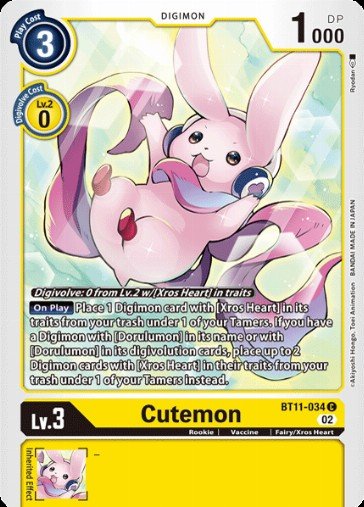 DIGIMON
Play Cost
3
DP
1000
Digivolve Cost
Lv.2
0
Ryodan
©Akiyoshi Hongo, Toei Animation BANDAI MADE IN JAPAN
Digivolve: 0 from Lv.2 w/[Xros Heart] in traits
On Play Place 1 Digimon card with [Xros Heart] in its
traits from your trash under 1 of your Tamers. If you have
a Digimon with [Dorulumon] in its name or with
[Dorulumon] in its digivolution cards, place up to 2
Digimon cards with [Xros Heart] in their traits from your
trash under 1 of your Tamers instead.
BT11-034 C
Lv.3
Cutemon
02
Rookie | Vaccine | Fairy/Xros Heart
Inherited Effect
-